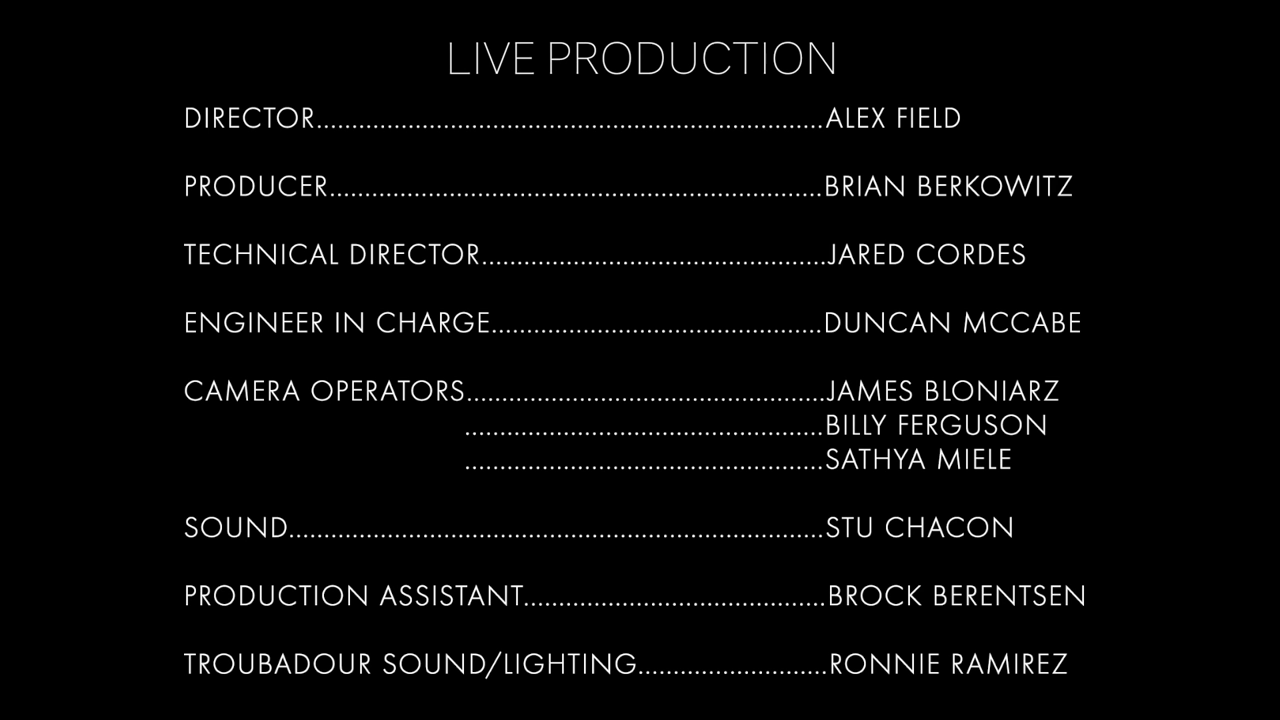 LIVE PRODUCTION
DIRECTOR........................................................................ALEX FIELD
PRODUCER......................................................................BRIAN BERKOWITZ
TECHNICAL DIRECTOR.................................................JARED CORDES
ENGINEER IN CHARGE...............................................DUNCAN MCCABE
CAMERA OPERATORS...................................................JAMES BLONIARZ
...................................................BILLY FERGUSON
...................................................SATHYA MIELE
SOUND............................................................................STU CHACON
PRODUCTION ASSISTANT...........................................BROCK BERENTSEN
TROUBADOUR SOUND/LIGHTING...........................RONNIE RAMIREZ